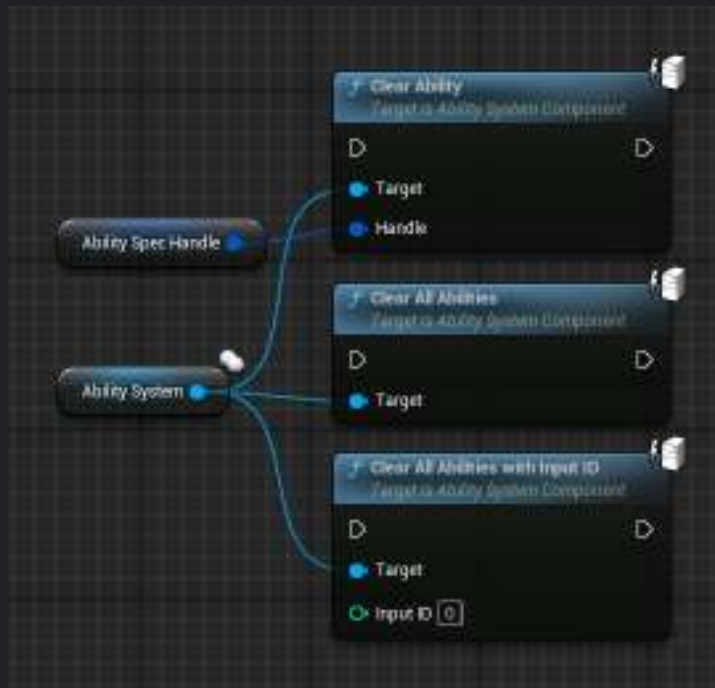 Clear Ability
Target is Ability System Component
Target
Ability Spec Handle
Handle
Clear All Abilities
Target is Ability System Component
Ability System
Target
Clear All Abilities with Input ID
Target is Ability System Component
Target
Input ID 0